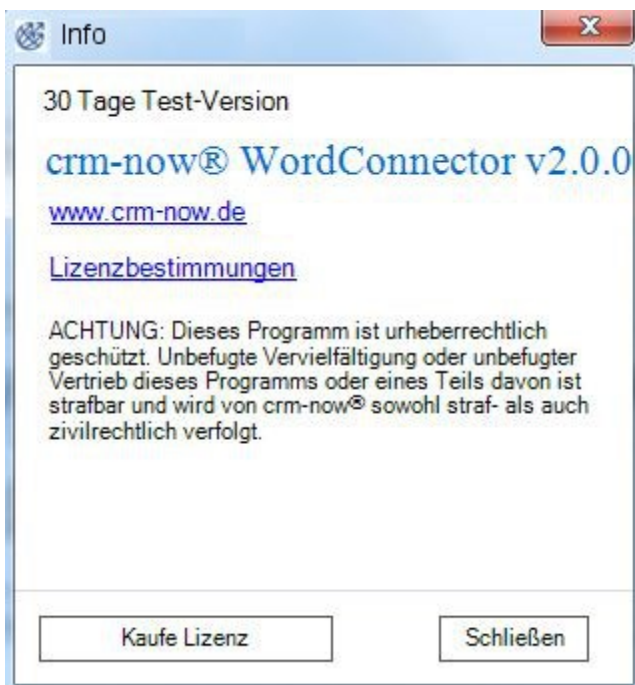 Info
30 Tage Test-Version
crm-now® WordConnector v2.0.0
www.crm-now.de
Lizenzbestimmungen
ACHTUNG: Dieses Programm ist urheberrechtlich
geschützt. Unbefugte Vervielfältigung oder unbefugter
Vertrieb dieses Programms oder eines Teils davon ist
strafbar und wird von crm-now® sowohl straf- als auch
zivilrechtlich verfolgt.
Kaufe Lizenz
Schließen